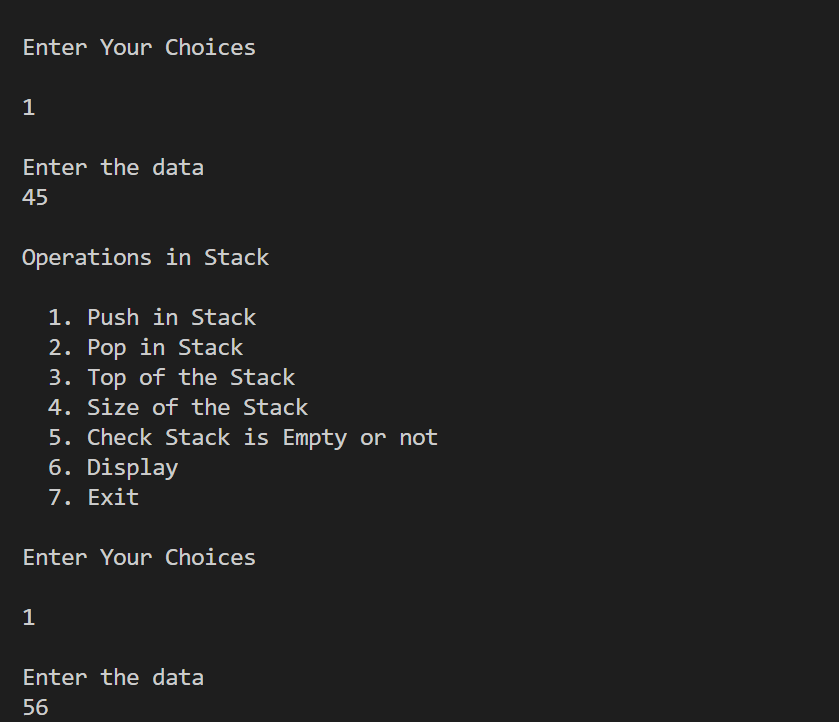 Enter Your Choices
1
Enter the data
45
Operations in Stack
1. Push in Stack
2. Pop in Stack
3. Top of the Stack
4. Size of the Stack
5. Check Stack is Empty or not
6. Display
7. Exit
Enter Your Choices
1
Enter the data
56